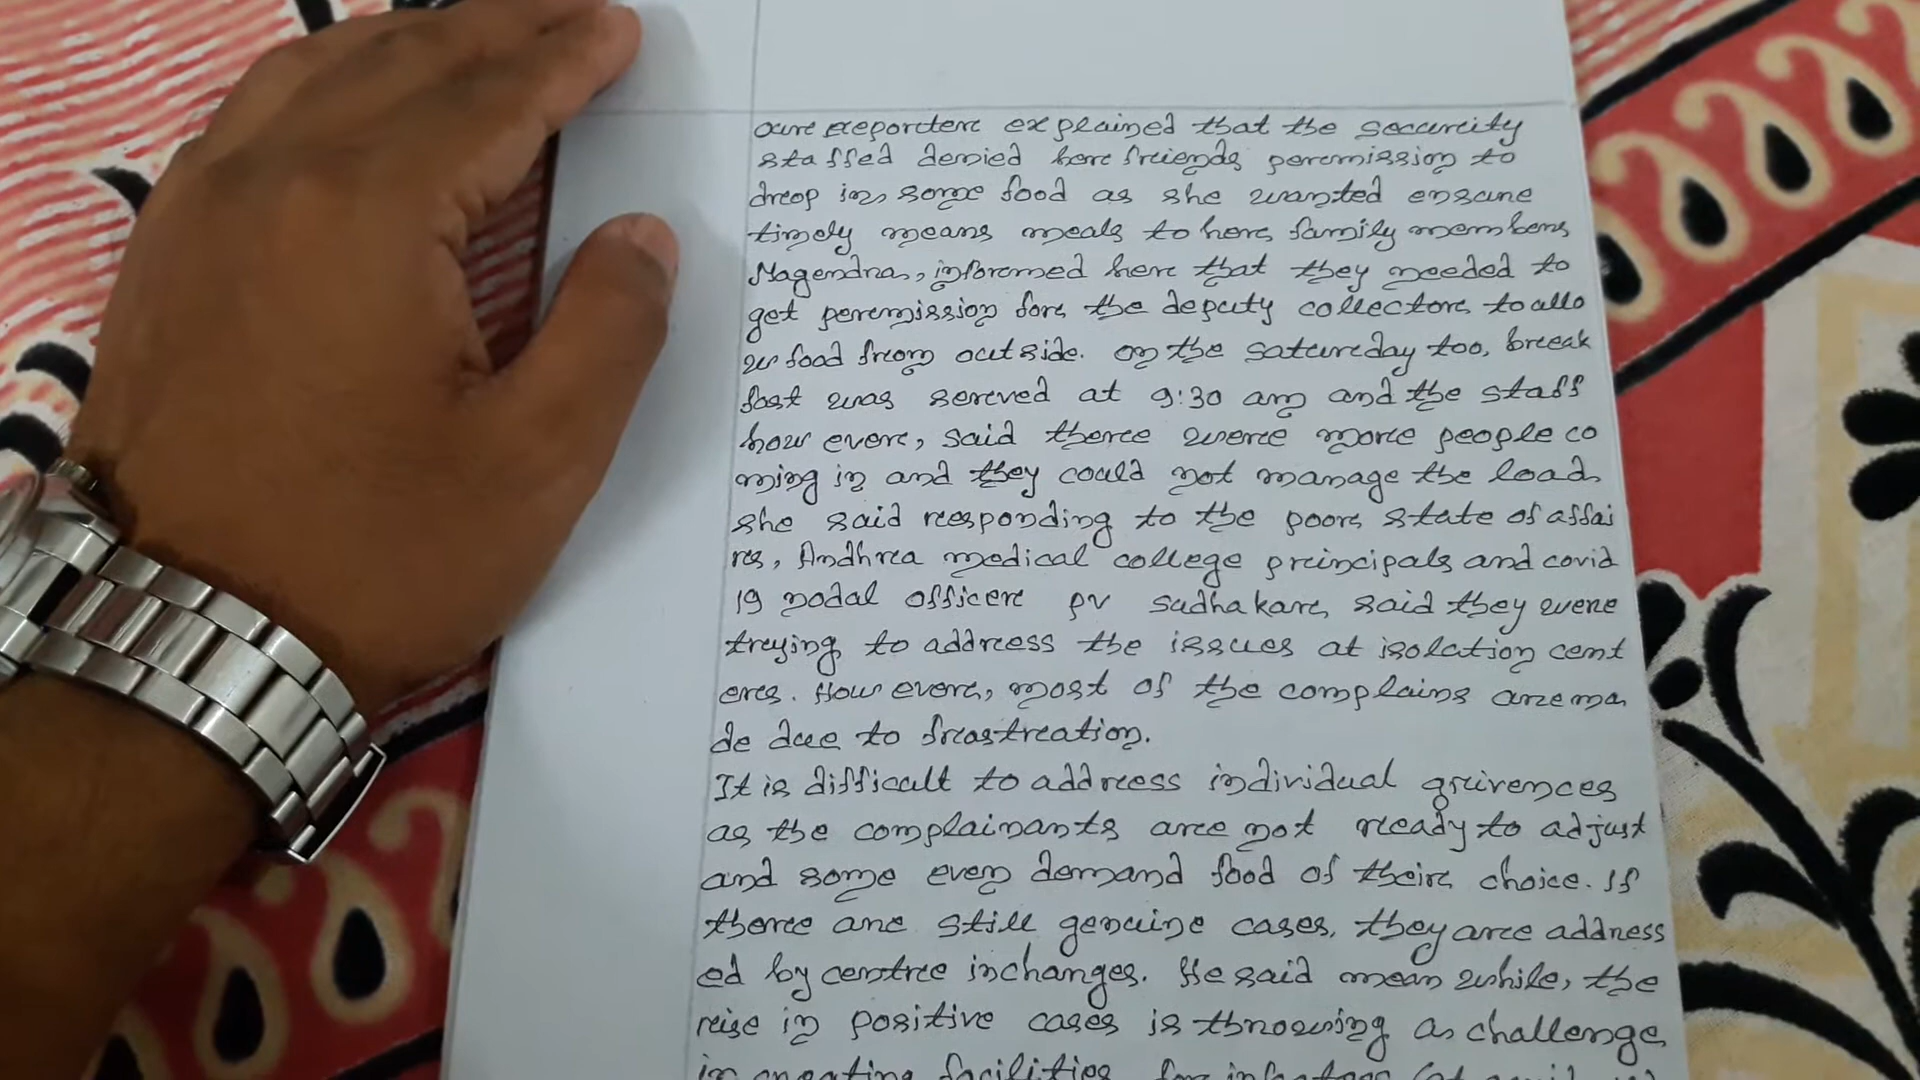 our reporter explained that the security
staffed denied her friends permission to
drop in some food as she wanted ensure
timely means meals to her family members
Nagendra, informed her that they needed to
get permission for the deputy collector to allo
w food from outside. on the saturday too, break
fast was served at 9:30 am and the staff
how ever, said there were more people co
ming in and they could not manage the load
she said responding to the poor state of affai
rs, Andhra medical college principals and covid
19 nodal officer pv sudhakar said they were
trying to address the issues at isolation cent
ers. How ever, most of the complains are ma
de due to frustration.
It is difficult to address individual grivences
as the complainants are not ready to adjust
and some even demand food of their choice. If
there are still genuine cases, they are address
ed by centre inchanges. He said mean while, the
rise in positive cases is throwing a challenge
in creating facilities for